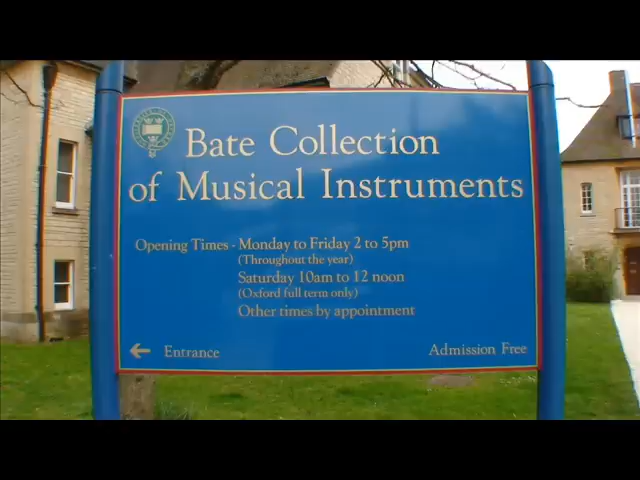 Bate Collection
of Musical Instruments
Opening Times - Monday to Friday 2 to 5pm
(Throughout the year)
Saturday 10am to 12 noon
(Oxford full term only)
Other times by appointment
← Entrance
Admission Free